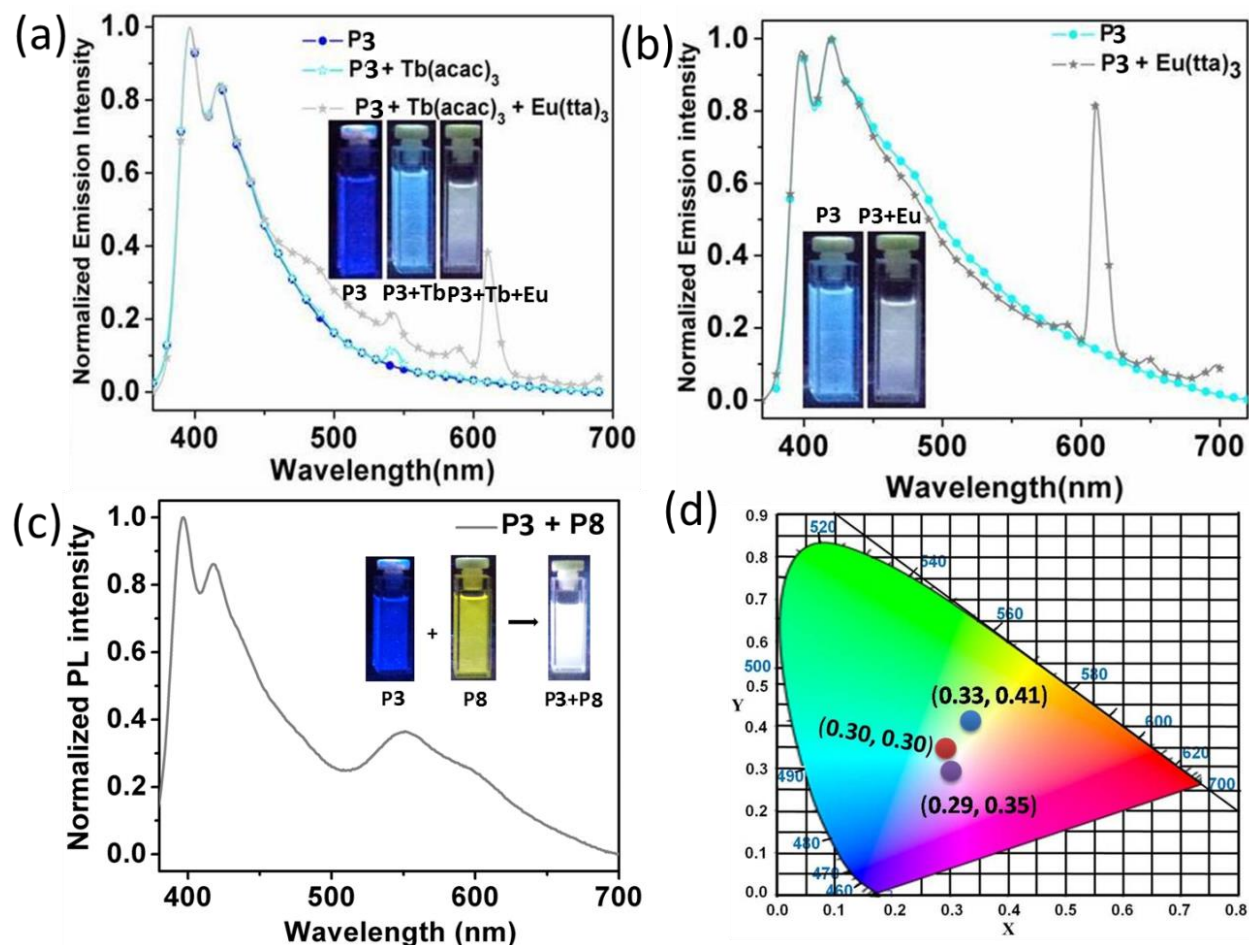 (a)
1.0
0.8
0.6
0.4
0.2
0.0
Normalized Emission Intensity
P3
P3 + Tb(acac)3
P3 + Tb(acac)3 + Eu(tta)3
P3 P3+Tb P3+Tb+Eu
400 500 600 700
Wavelength(nm)
(b)
1.0
0.8
0.6
0.4
0.2
0.0
Normalized Emission intensity
P3
P3 + Eu(tta)3
P3 P3+Eu
400 500 600 700
Wavelength(nm)
(c)
1.0
0.8
0.6
0.4
0.2
0.0
Normalized PL intensity
P3 + P8
+
P3 P8 P3+P8
400 500 600 700
Wavelength (nm)
(d)
0.9
0.8
0.7
0.6
0.5
0.4
0.3
0.2
0.1
0.0
Y
520
540
560
500
580
600
620
490
700
480
470
460
(0.33, 0.41)
(0.30, 0.30)
(0.29, 0.35)
0.0 0.1 0.2 0.3 0.4 0.5 0.6 0.7 0.8
X